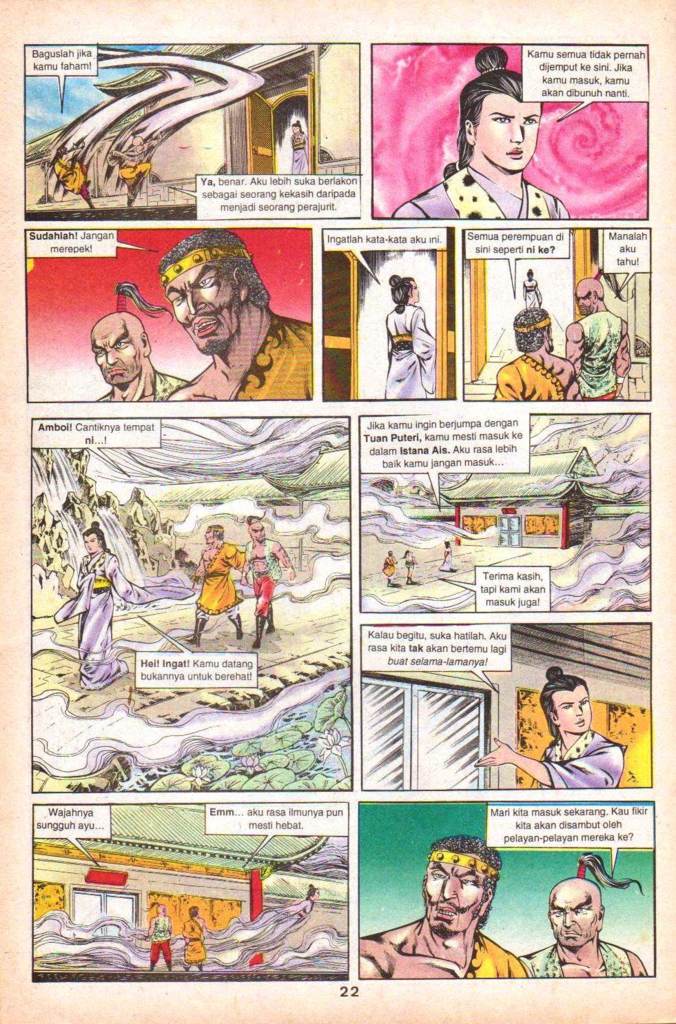 Baguslah jika
kamu faham!
Ya, benar. Aku lebih suka berlakon
sebagai seorang kekasih daripada
menjadi seorang perajurit.
Kamu semua tidak pernah
dijemput ke sini. Jika
kamu masuk, kamu
akan dibunuh nanti.
Sudahlah! Jangan
merepek!
Ingatlah kata-kata aku ini.
Semua perempuan di
sini seperti ni ke?
Manalah
aku
tahu!
Amboi! Cantiknya tempat
ni...!
Hei! Ingat! Kamu datang
bukannya untuk berehat!
Jika kamu ingin berjumpa dengan
Tuan Puteri, kamu mesti masuk ke
dalam Istana Ais. Aku rasa lebih
baik kamu jangan masuk...
Terima kasih,
tapi kami akan
masuk juga!
Kalau begitu, suka hatilah. Aku
rasa kita tak akan bertemu lagi
buat selama-lamanya!
Wajahnya
sungguh ayu...
Emm... aku rasa ilmunya pun
mesti hebat.
Mari kita masuk sekarang. Kau fikir
kita akan disambut oleh
pelayan-pelayan mereka ke?
22